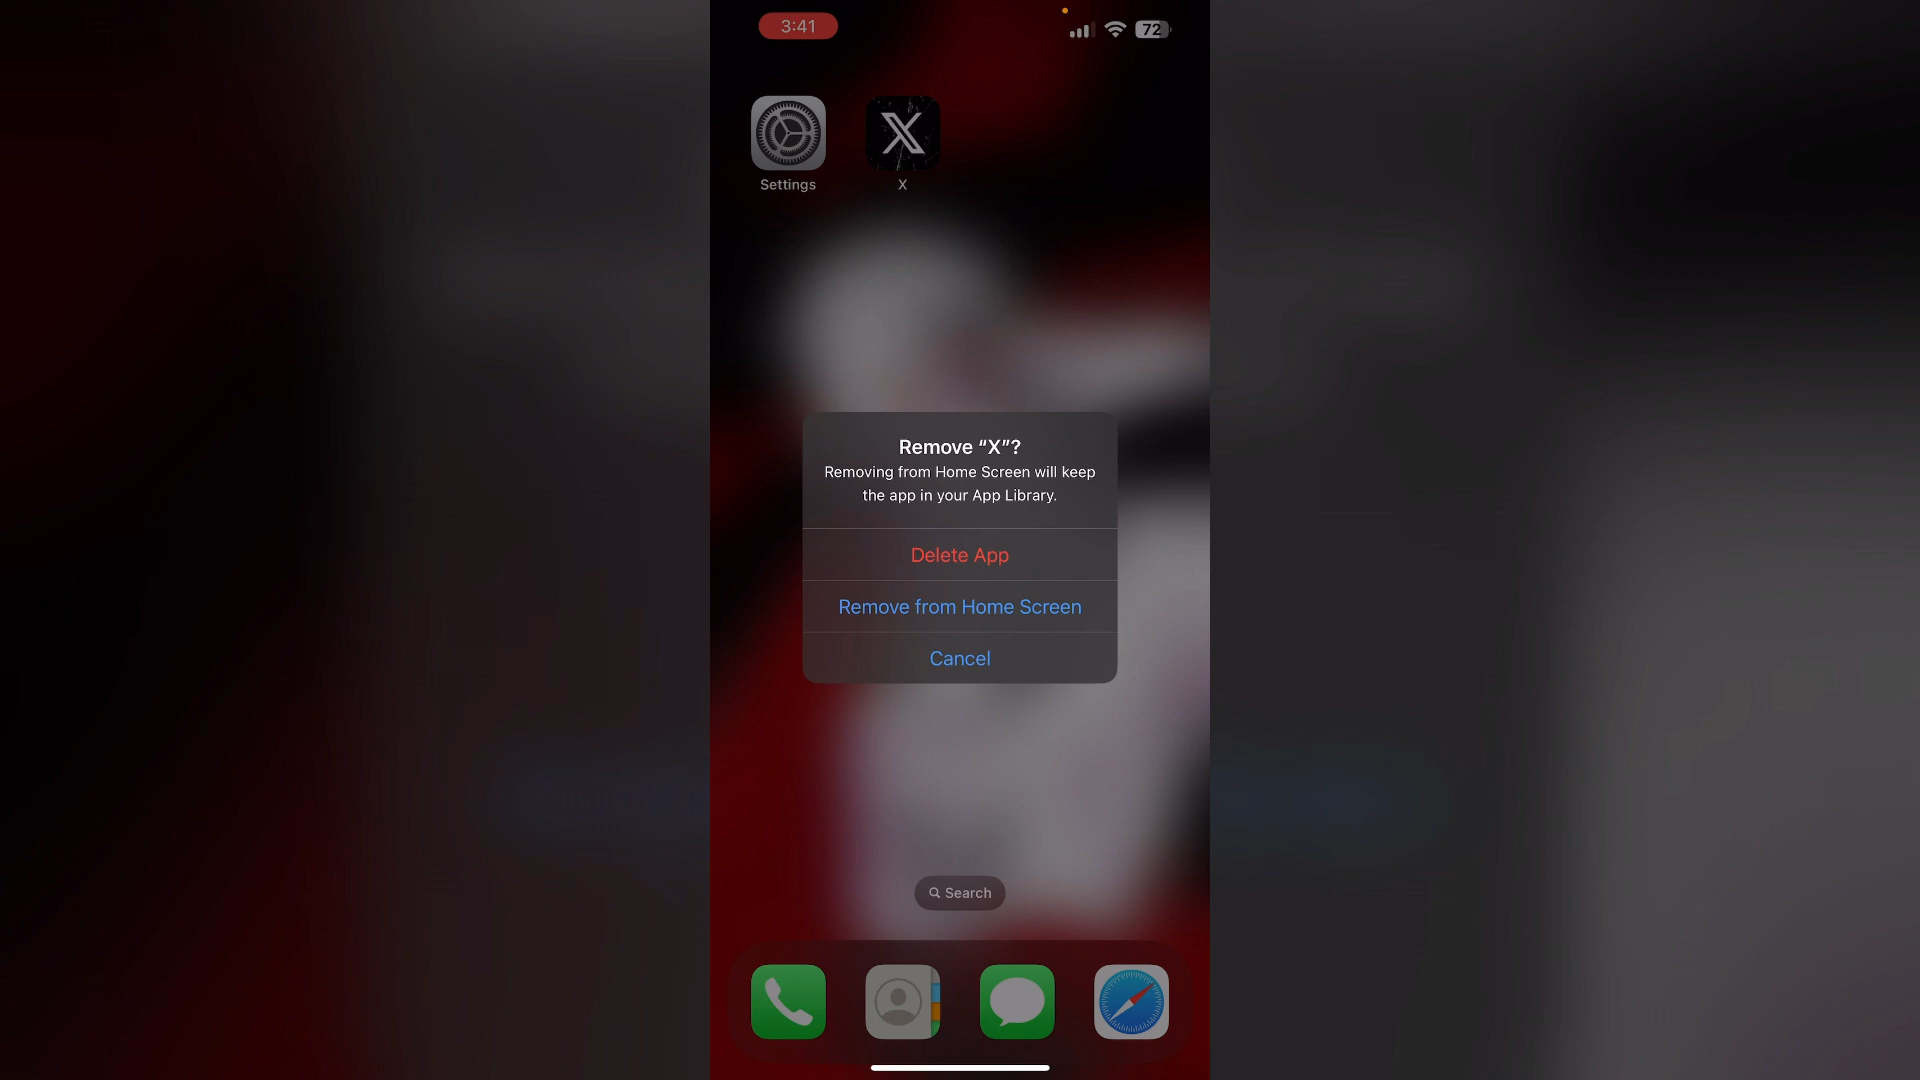 3:41
72
Settings
X
Remove “X”?
Removing from Home Screen will keep
the app in your App Library.
Delete App
Remove from Home Screen
Cancel
Search